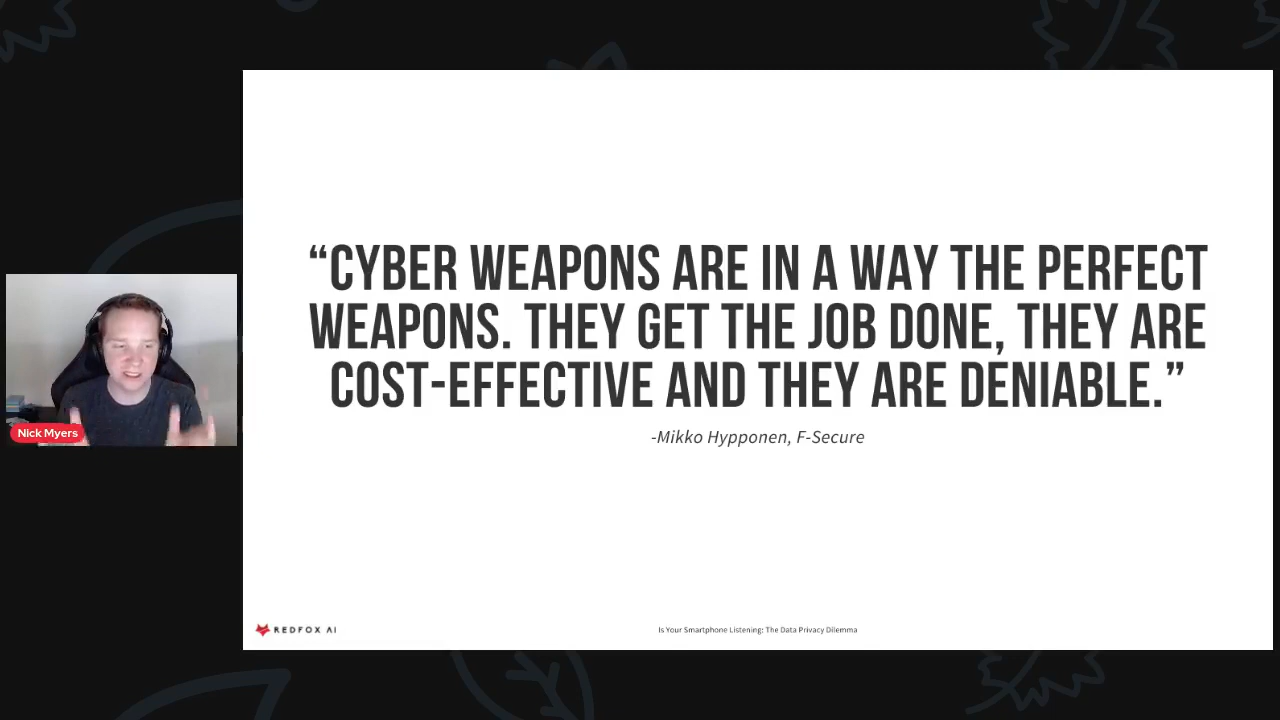 “CYBER WEAPONS ARE IN A WAY THE PERFECT
WEAPONS. THEY GET THE JOB DONE, THEY ARE
COST-EFFECTIVE AND THEY ARE DENIABLE.”
-Mikko Hypponen, F-Secure
Nick Myers
REDFOX AI
Is Your Smartphone Listening: The Data Privacy Dilemma